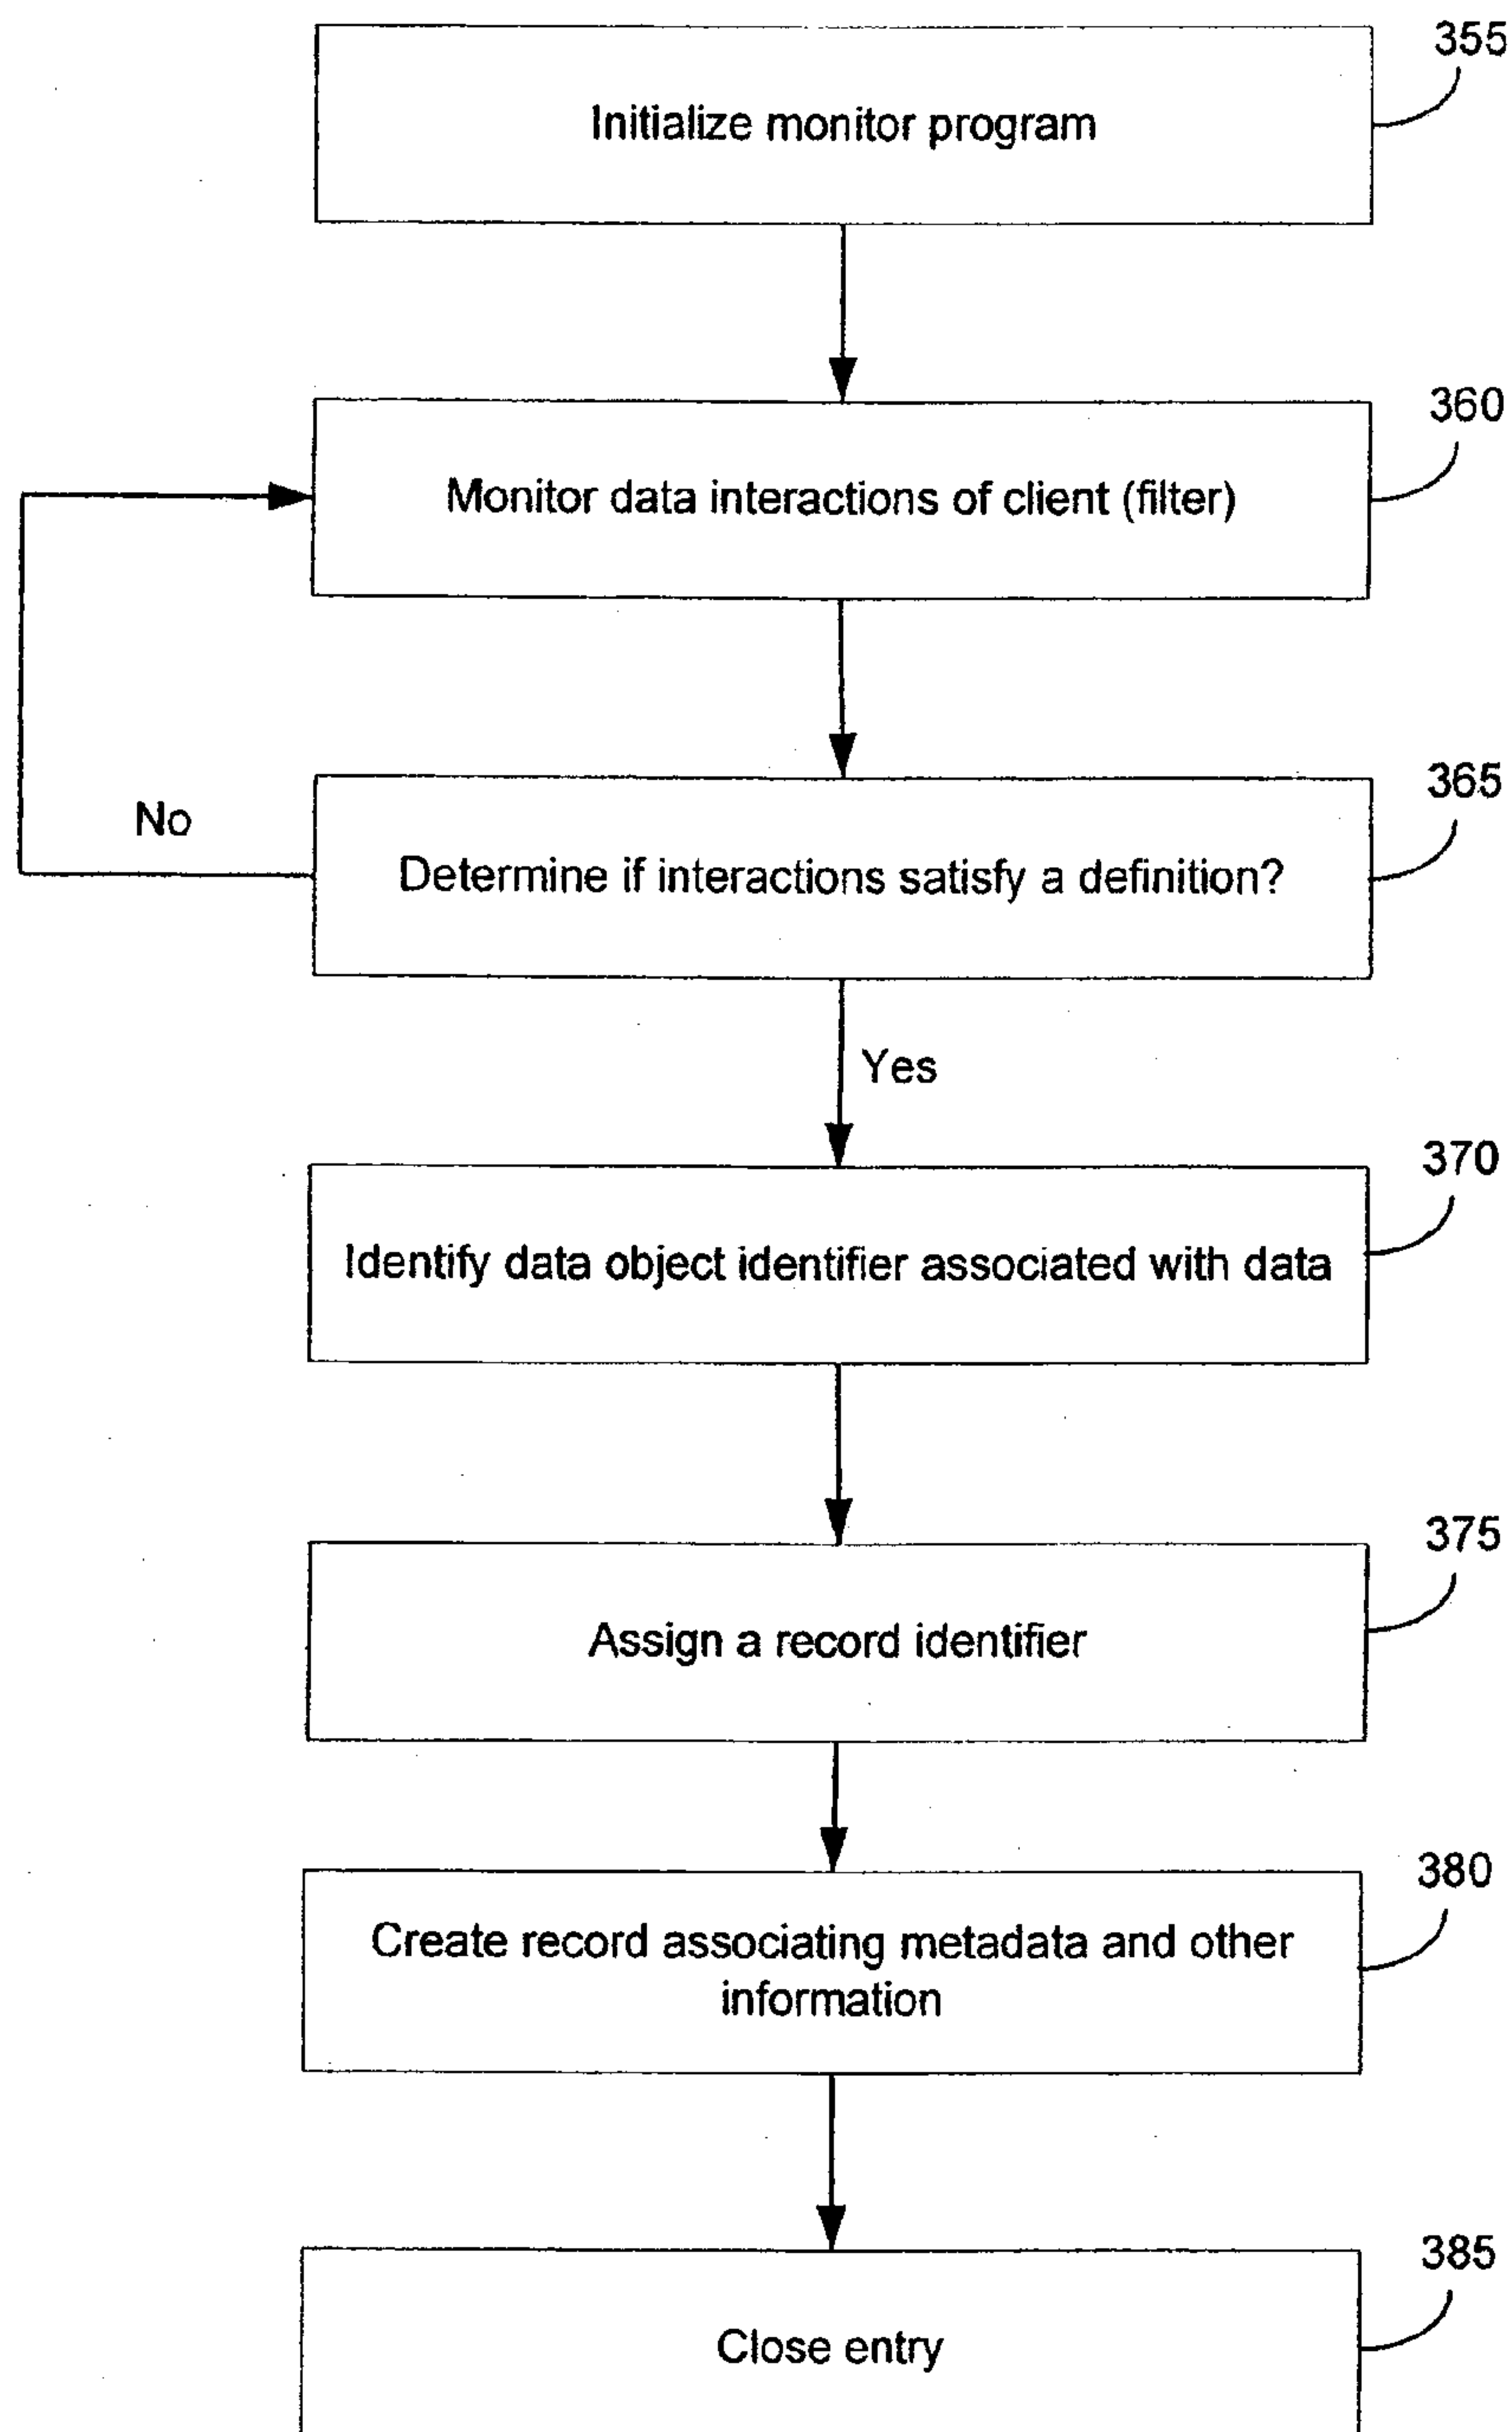 355
Initialize monitor program
360
Monitor data interactions of client (filter)
365
No
Determine if interactions satisfy a definition?
Yes
370
Identify data object identifier associated with data
375
Assign a record identifier
380
Create record associating metadata and other
information
385
Close entry